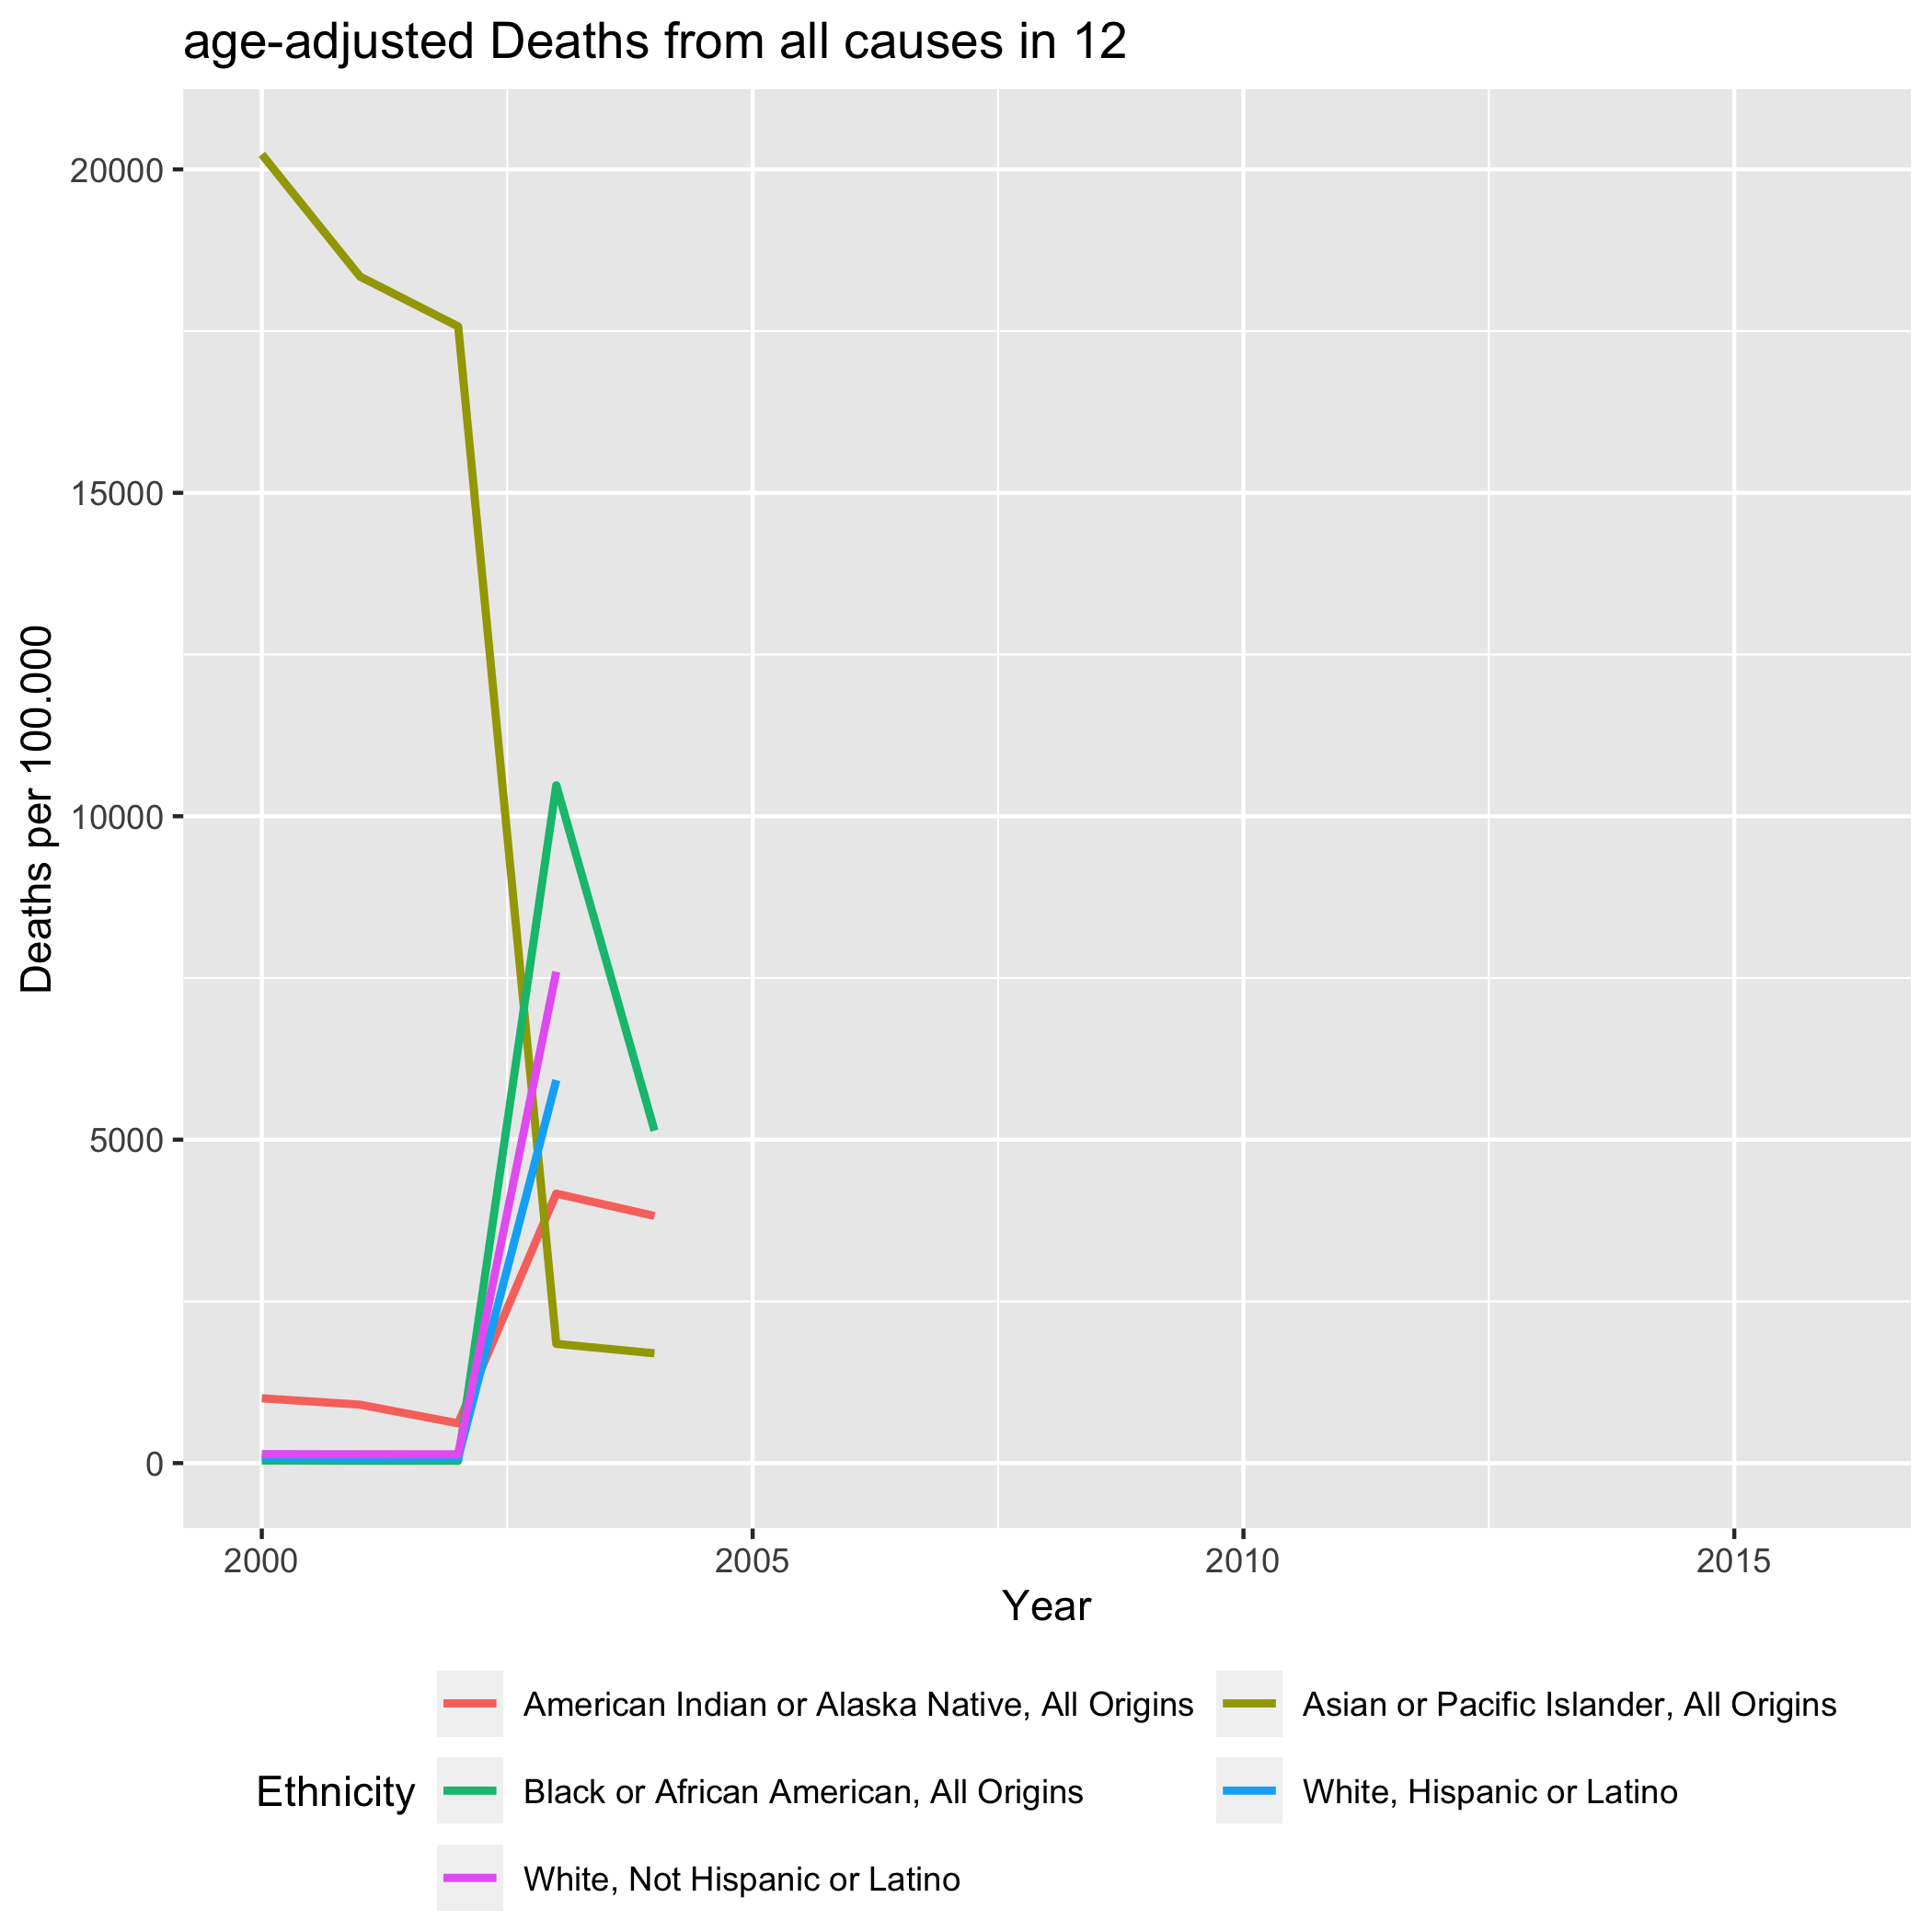 age-adjusted Deaths from all causes in 12
Deaths per 100.000
20000
15000
10000
5000
0
2000 2005 2010 2015
Year
Ethnicity
American Indian or Alaska Native, All Origins
Asian or Pacific Islander, All Origins
Black or African American, All Origins
White, Hispanic or Latino
White, Not Hispanic or Latino